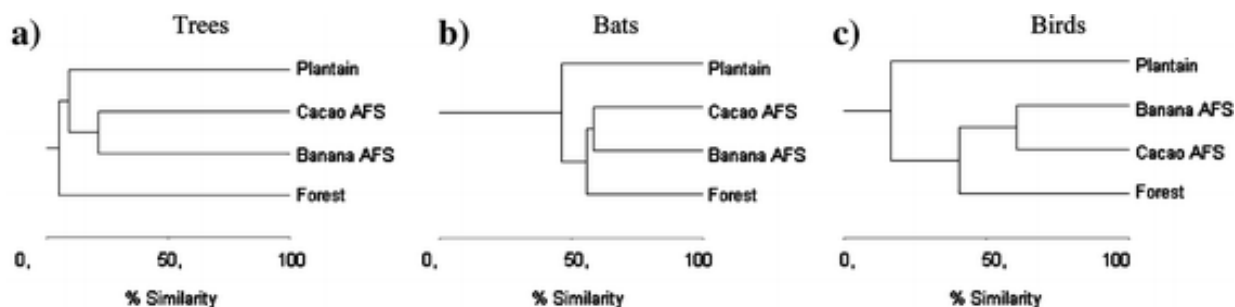 a) Trees
Plantain
Cacao AFS
Banana AFS
Forest
0, 50, 100
% Similarity
b) Bats
Plantain
Cacao AFS
Banana AFS
Forest
0, 50, 100
% Similarity
c) Birds
Plantain
Banana AFS
Cacao AFS
Forest
0, 50, 100
% Similarity